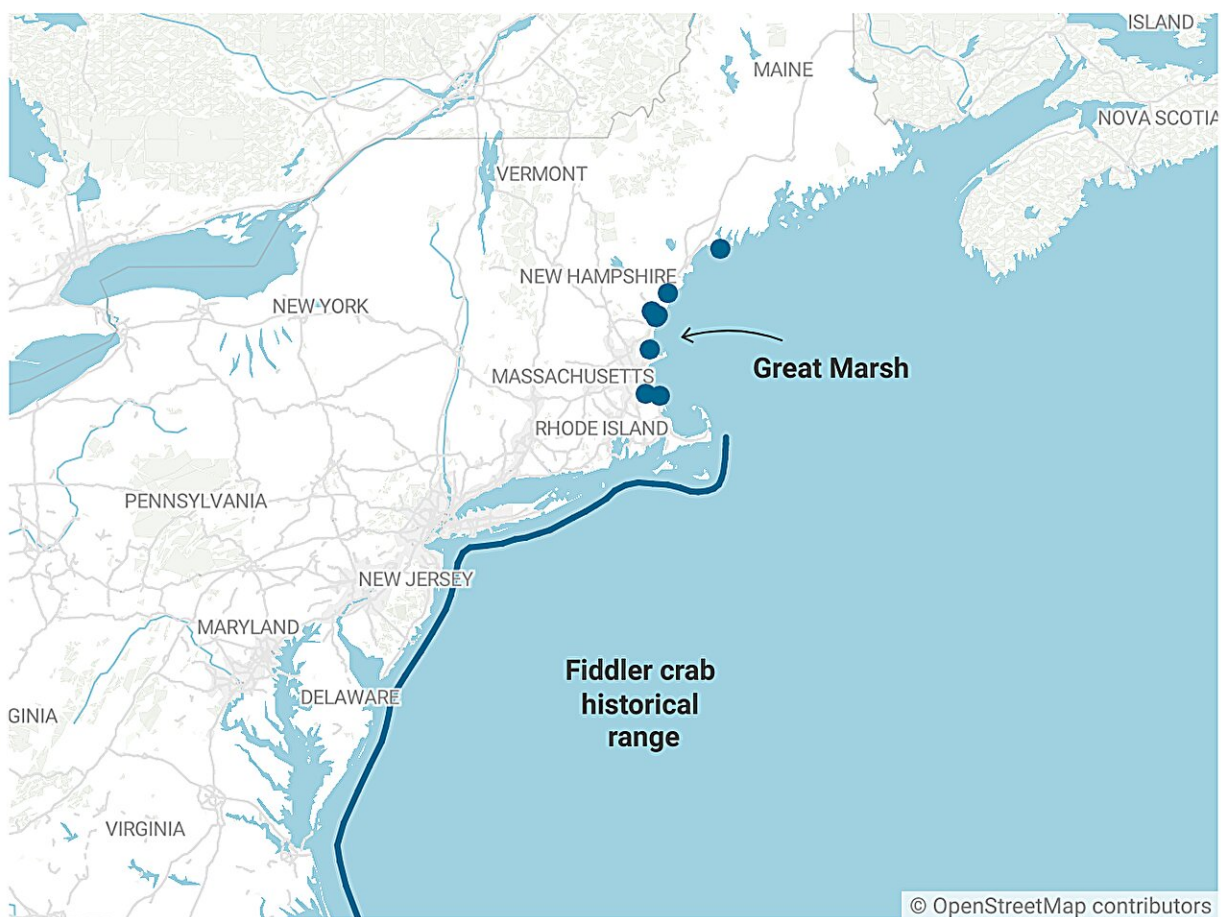 ISLAND
MAINE
NOVA SCOTIA
VERMONT
NEW HAMPSHIRE
NEW YORK
Great Marsh
MASSACHUSETTS
RHODE ISLAND
PENNSYLVANIA
NEW JERSEY
MARYLAND
Fiddler crab
historical
range
DELAWARE
GINIA
VIRGINIA
© OpenStreetMap contributors